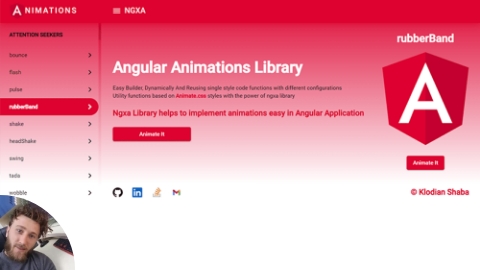 ANIMATIONS
NGXA
ATTENTION SEEKERS
bounce
flash
pulse
rubberBand
shake
headShake
swing
tada
wobble
rubberBand
Angular Animations Library
Easy Builder, Dynamically And Reusing single style code functions with different configurations
Utility functions based on Animate.css styles with the power of ngxa library
Ngxa Library helps to implement animations easy in Angular Application
Animate It
A
Animate It
© Klodian Shaba